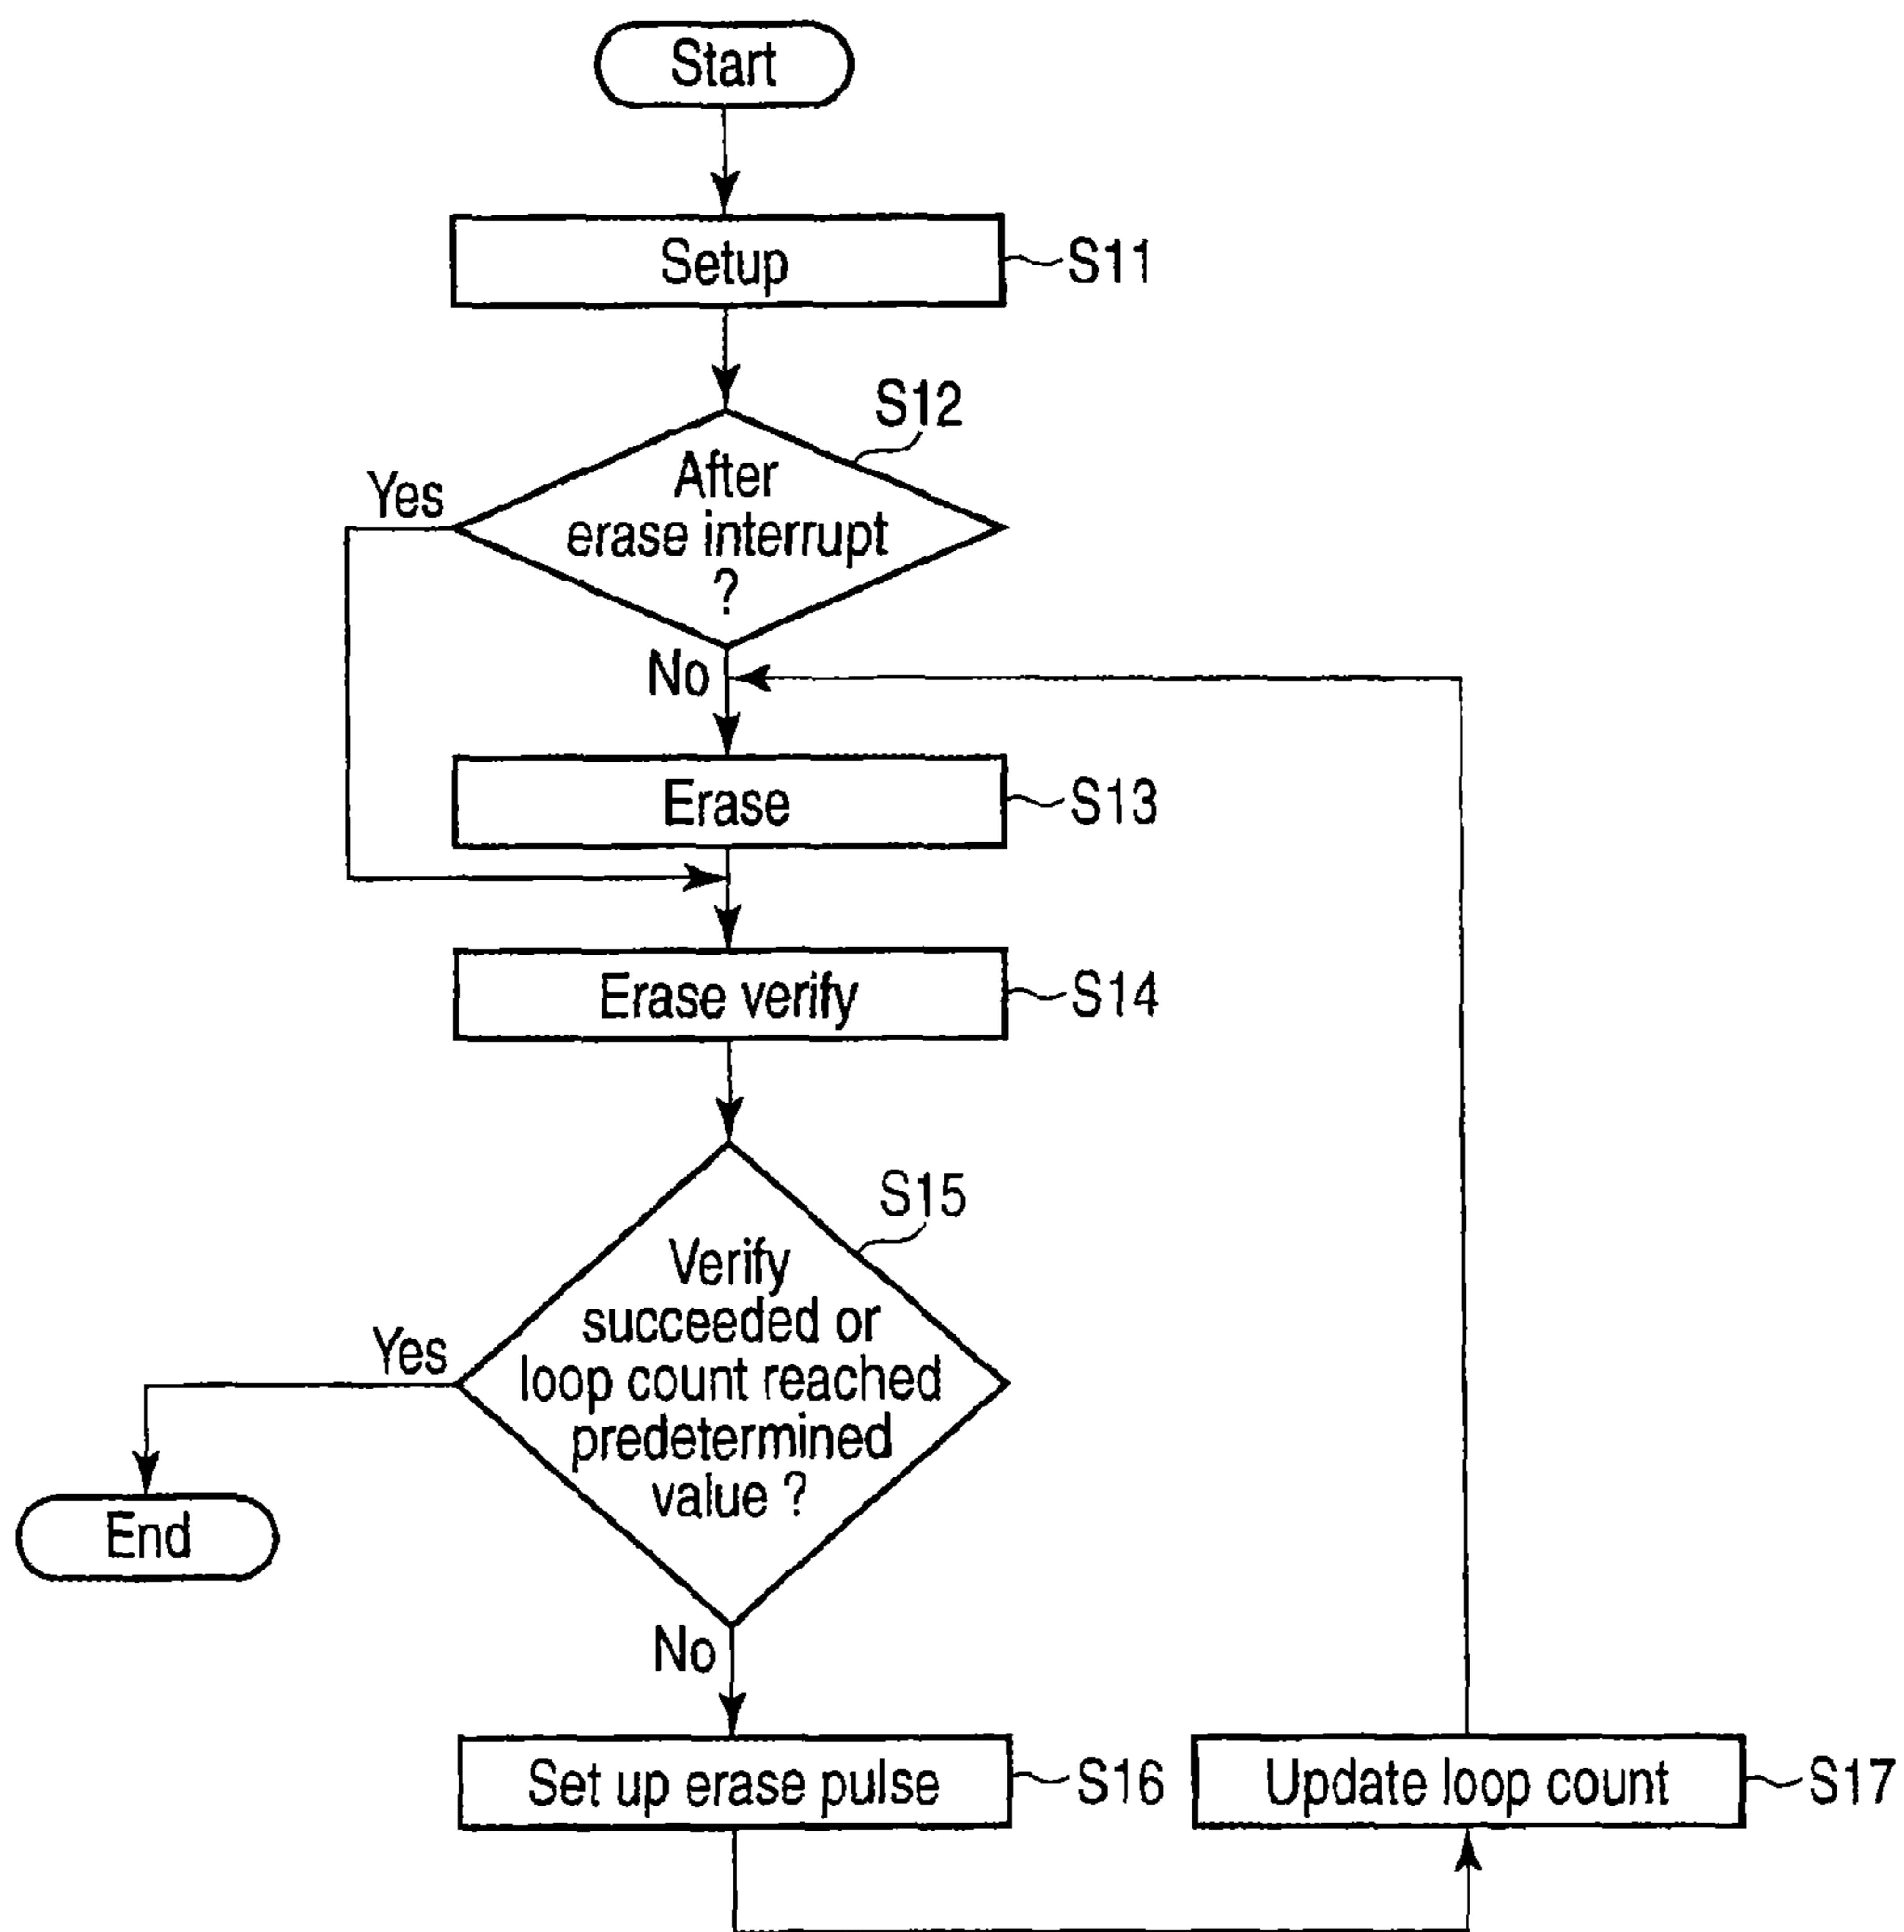 Start
Setup
S11
S12
After
erase interrupt
?
Yes
No
Erase
S13
Erase verify
S14
S15
Verify
succeeded or
loop count reached
predetermined
value ?
Yes
End
No
Set up erase pulse
S16
Update loop count
S17